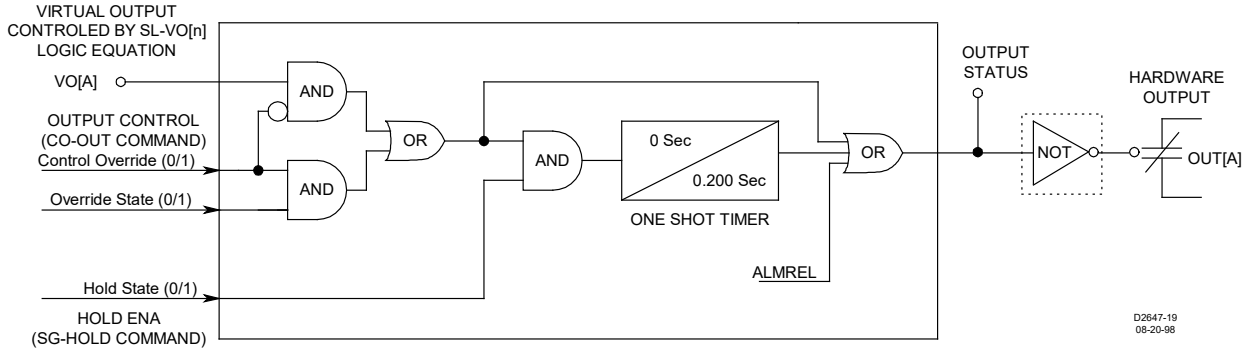 VIRTUAL OUTPUT
CONTROLED BY SL-VO[n]
LOGIC EQUATION
VO[A]
OUTPUT CONTROL
(CO-OUT COMMAND)
Control Override (0/1)
Override State (0/1)
Hold State (0/1)
HOLD ENA
(SG-HOLD COMMAND)
AND
AND
OR
AND
0 Sec
0.200 Sec
ONE SHOT TIMER
ALMREL
OR
OUTPUT
STATUS
NOT
HARDWARE
OUTPUT
OUT[A]
D2647-19
08-20-98